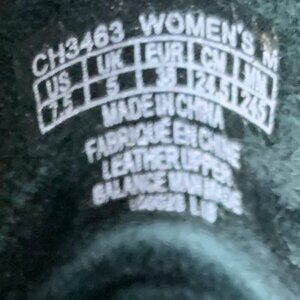 CH3463 WOMEN'S M
US UK EUR CM MM
7.5 5 38 24.5 245
MADE IN CHINA
FABRIQUÉ EN CHINE
LEATHER UPPER
BALANCE MAN MADE